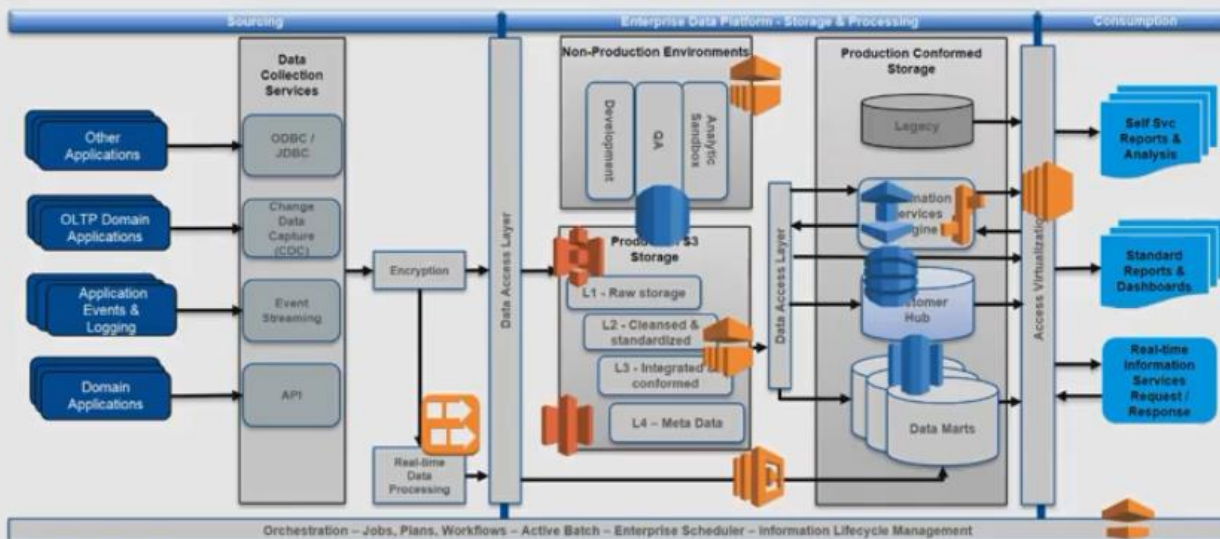 Sourcing
Enterprise Data Platform - Storage & Processing
Consumption
Data
Collection
Services
Other
Applications
ODBC /
JDBC
OLTP Domain
Applications
Change
Data
Capture
(CDC)
Application
Events &
Logging
Event
Streaming
Domain
Applications
API
Encryption
Real-time
Data
Processing
Data Access Layer
Non-Production Environments
Development
QA
Analytic
Sandbox
S3
Storage
L1 - Raw storage
L2 - Cleansed &
standardized
L3 - Integrated
conformed
L4 – Meta Data
Data Access Layer
Production Conformed
Storage
Legacy
Hub
Data Marts
Access Virtualization
Self Svc
Reports &
Analysis
Standard
Reports &
Dashboards
Real-time
Information
Services
Request /
Response
Orchestration – Jobs, Plans, Workflows – Active Batch – Enterprise Scheduler – Information Lifecycle Management